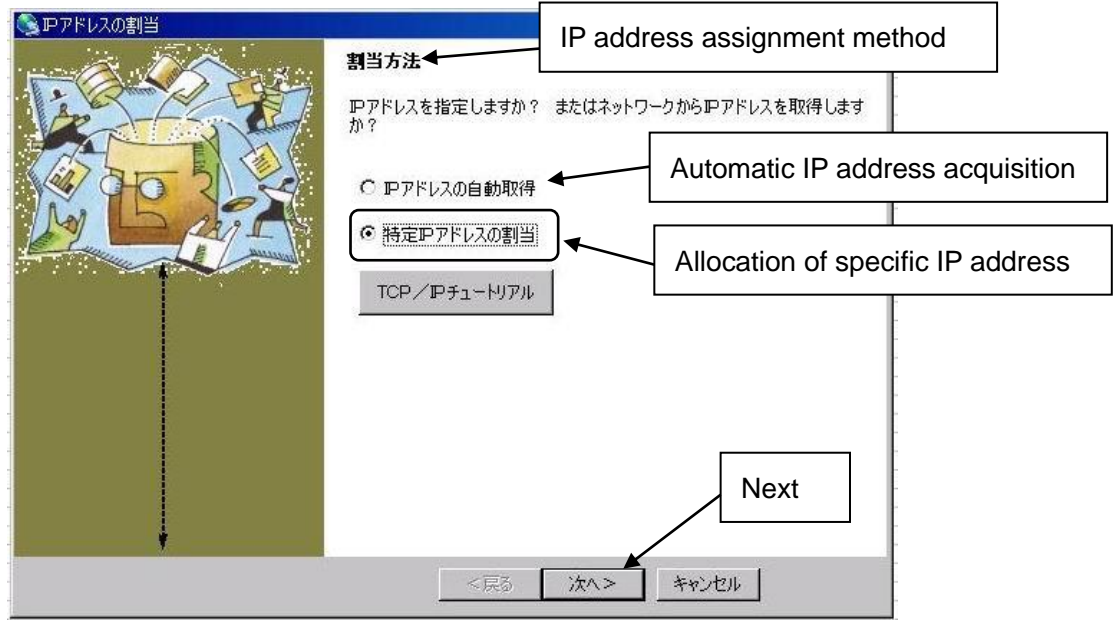 IPアドレスの割当
IP address assignment method
割当方法
IPアドレスを指定しますか？　またはネットワークからIPアドレスを取得します
か？
Automatic IP address acquisition
IPアドレスの自動取得
特定IPアドレスの割当
Allocation of specific IP address
TCP／IPチュートリアル
Next
＜戻る
次へ＞
キャンセル